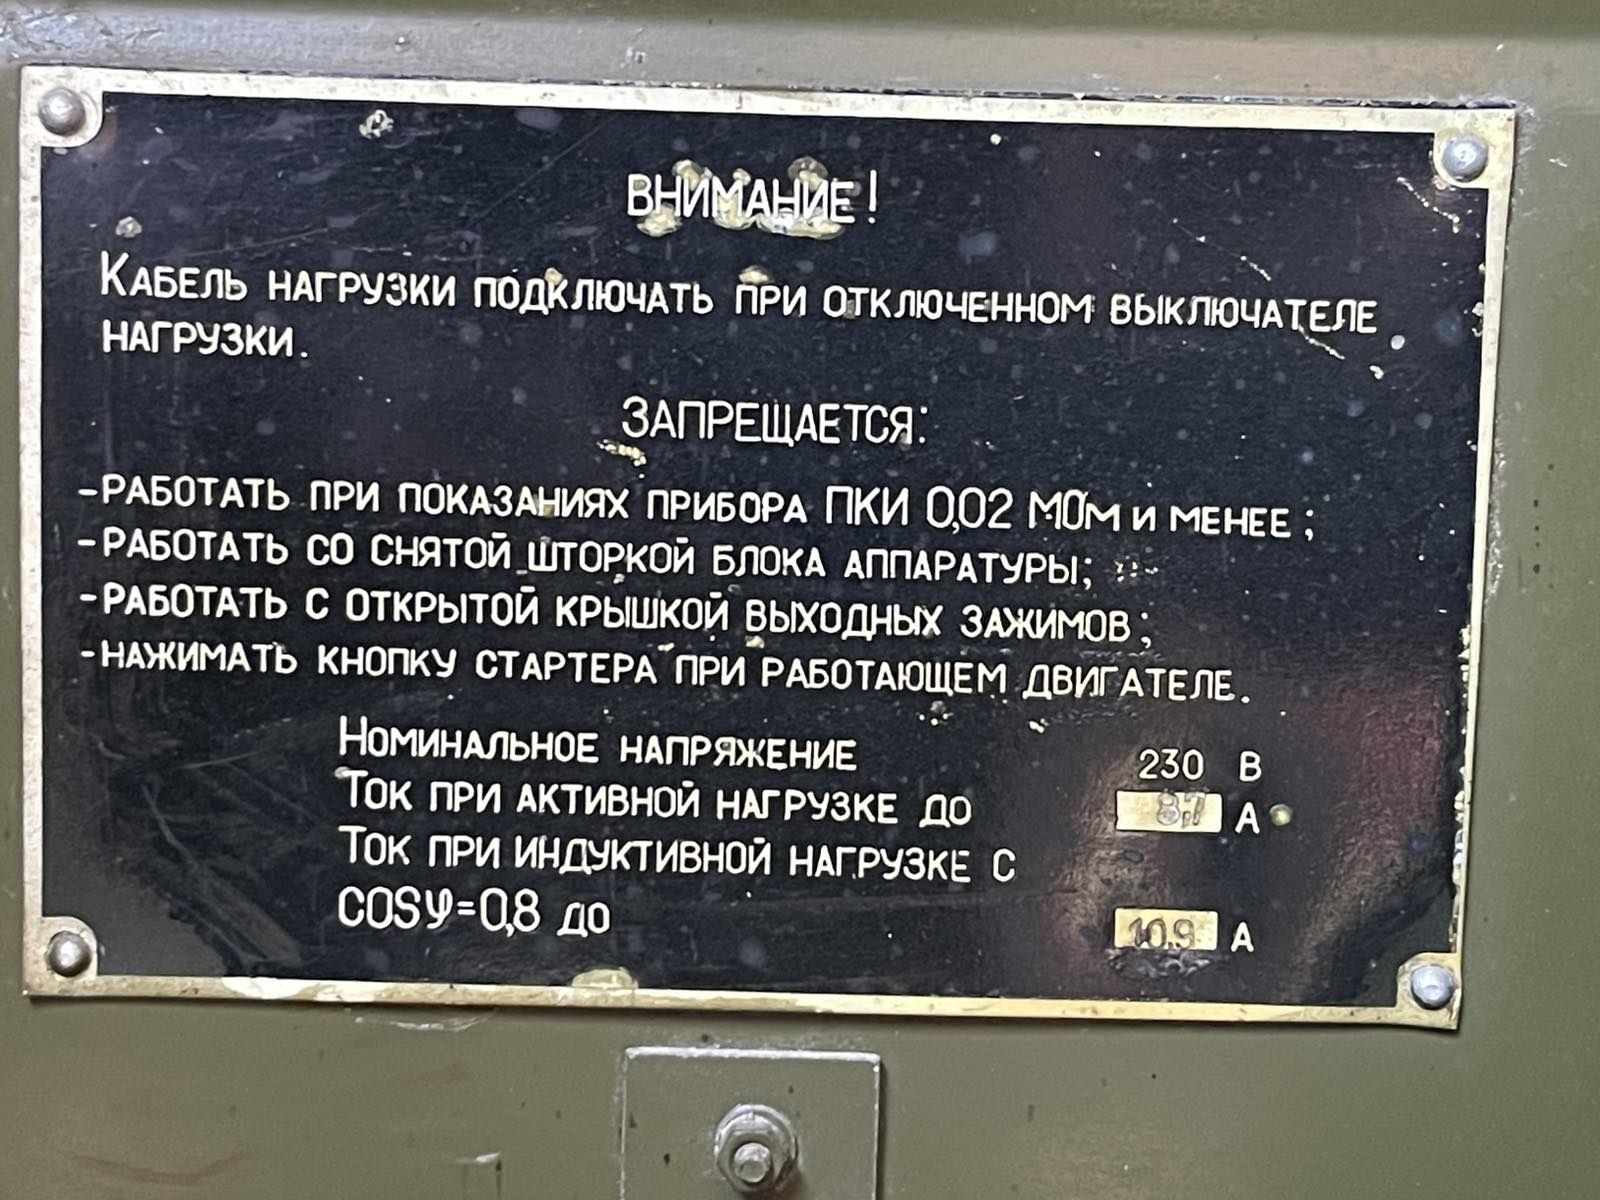 ВНИМАНИЕ!
КАБЕЛЬ НАГРУЗКИ ПОДКЛЮЧАТЬ ПРИ ОТКЛЮЧЕННОМ ВЫКЛЮЧАТЕЛЕ
НАГРУЗКИ.
ЗАПРЕЩАЕТСЯ:
-РАБОТАТЬ ПРИ ПОКАЗАНИЯХ ПРИБОРА ПКИ 0,02 МОм И МЕНЕЕ;
-РАБОТАТЬ СО СНЯТОЙ ШТОРКОЙ БЛОКА АППАРАТУРЫ;
-РАБОТАТЬ С ОТКРЫТОЙ КРЫШКОЙ ВЫХОДНЫХ ЗАЖИМОВ;
-НАЖИМАТЬ КНОПКУ СТАРТЕРА ПРИ РАБОТАЮЩЕМ ДВИГАТЕЛЕ.
НОМИНАЛЬНОЕ НАПРЯЖЕНИЕ 230 В
ТОК ПРИ АКТИВНОЙ НАГРУЗКЕ ДО 8,7 А
ТОК ПРИ ИНДУКТИВНОЙ НАГРУЗКЕ С
COSφ=0,8 ДО 10,9 А